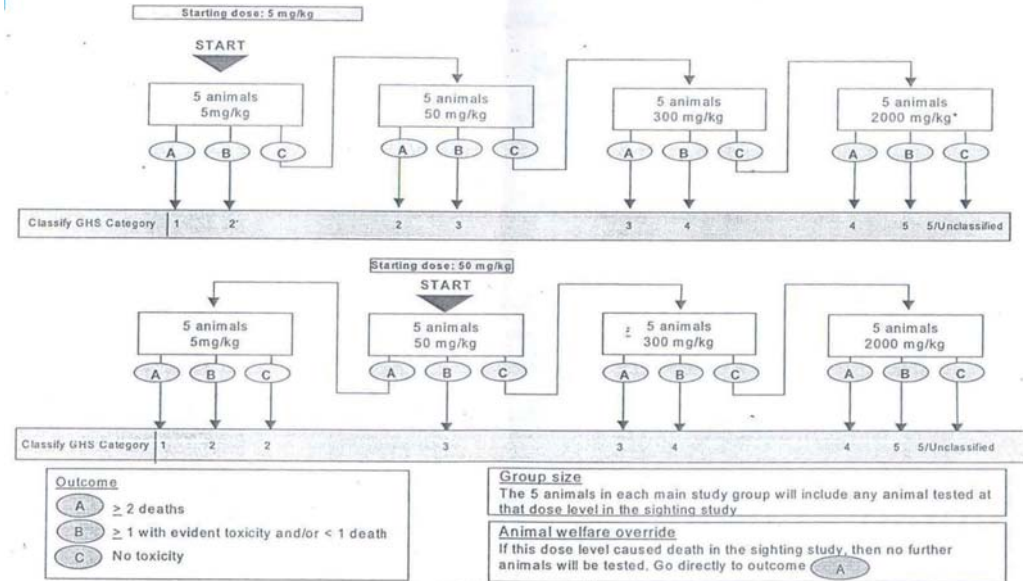 Starting dose: 5 mg/kg
START
5 animals
5mg/kg
5 animals
50 mg/kg
5 animals
300 mg/kg
5 animals
2000 mg/kg*
A B C A B C A B C A B C
Classify GHS Category 1 2 2 3 3 4 4 5 5/Unclassified
Starting dose: 50 mg/kg
START
5 animals
5mg/kg
5 animals
50 mg/kg
5 animals
300 mg/kg
5 animals
2000 mg/kg
A B C A B C A B C A B C
Classify GHS Category 1 2 2 3 3 4 4 5 5/Unclassified
Outcome
A ≥ 2 deaths
B ≥ 1 with evident toxicity and/or < 1 death
C No toxicity
Group size
The 5 animals in each main study group will include any animal tested at
that dose level in the sighting study
Animal welfare override
If this dose level caused death in the sighting study, then no further
animals will be tested. Go directly to outcome A